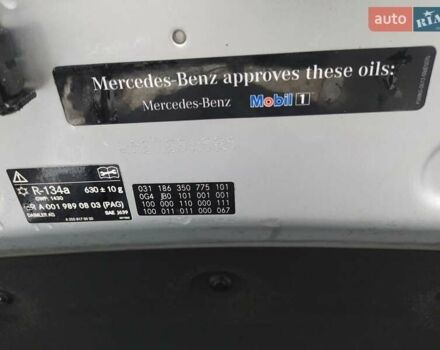 auto RIA
Mercedes-Benz approves these oils:
Mercedes-Benz Mobil 1
R-134a 630 ± 10 g
GWP: 1430
A 001 989 08 03 (PAG)
DAIMLER AG SAE J639
031 186 350 775 101
0G4 JB0 101 001 001
100 000 110 000 111
100 011 011 000 067